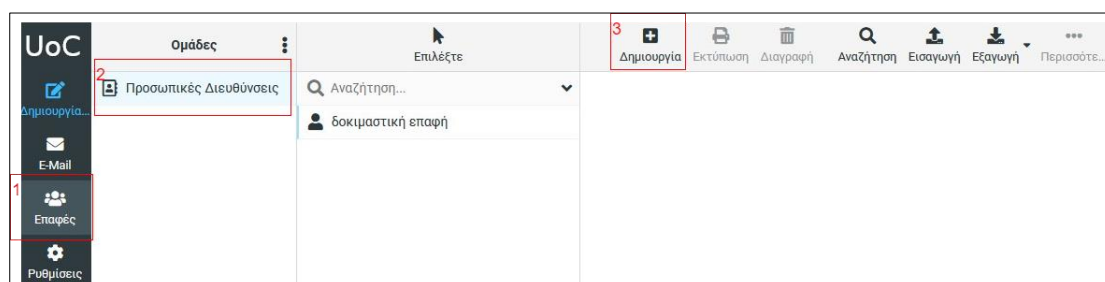 UoC
Δημιουργία...
E-Mail
1
Επαφές
Ρυθμίσεις
Ομάδες
2
Προσωπικές Διευθύνσεις
Επιλέξτε
Αναζήτηση...
δοκιμαστική επαφή
3
Δημιουργία
Εκτύπωση
Διαγραφή
Αναζήτηση
Εισαγωγή
Εξαγωγή
Περισσότε...